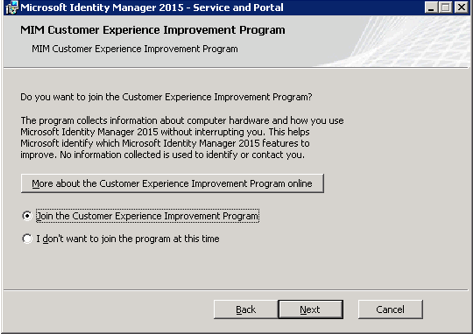 Microsoft Identity Manager 2015 - Service and Portal
MIM Customer Experience Improvement Program
MIM Customer Experience Improvement Program
Do you want to join the Customer Experience Improvement Program?
The program collects information about computer hardware and how you use
Microsoft Identity Manager 2015 without interrupting you. This helps
Microsoft identify which Microsoft Identity Manager 2015 features to
improve. No information collected is used to identify or contact you.
More about the Customer Experience Improvement Program online
Join the Customer Experience Improvement Program
I don't want to join the program at this time
Back Next Cancel